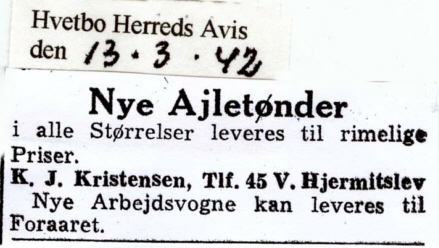 Hvetbo Herreds Avis
den 13.3.42
Nye Ajletønder
i alle Størrelser leveres til rimelige
Priser.
K. J. Kristensen, Tlf. 45 V. Hjermitslev
Nye Arbejdsvogne kan leveres til
Foraaret.